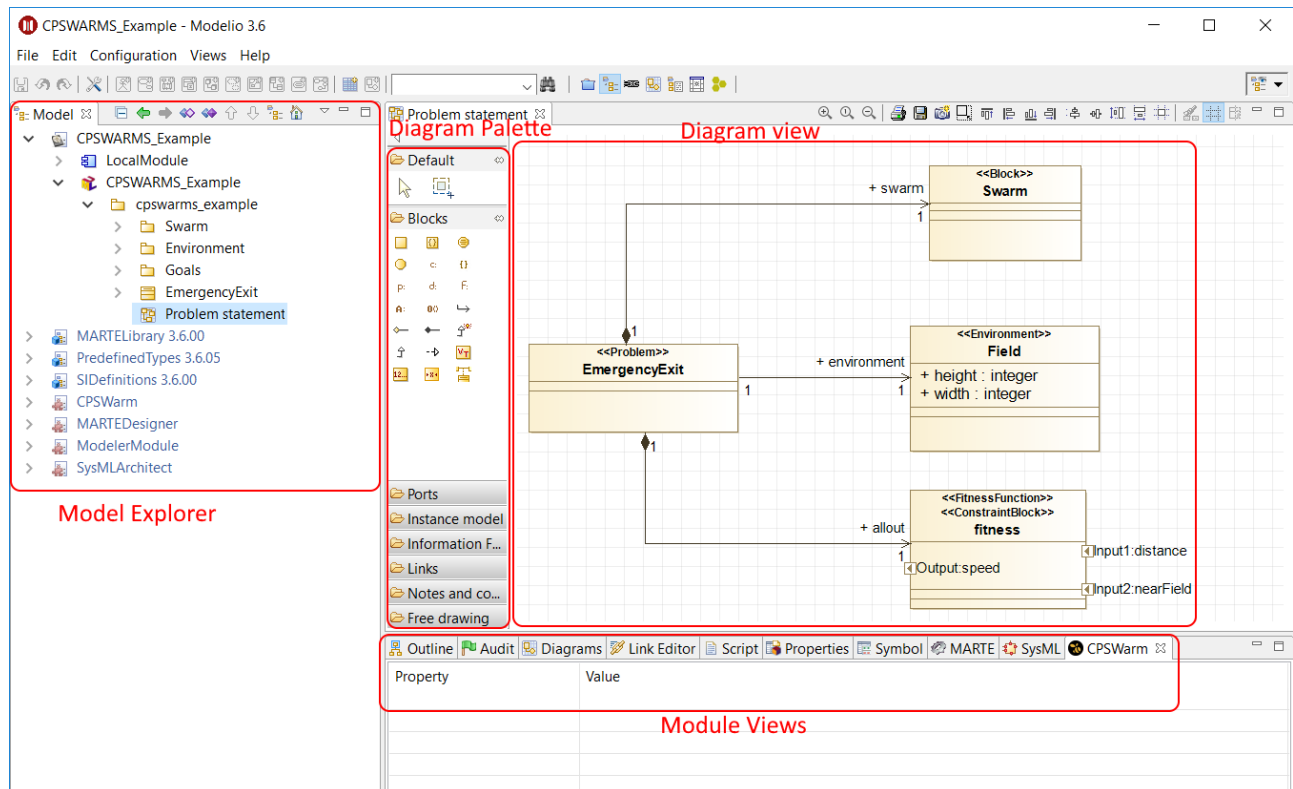 CPSWARMS_Example - Modelio 3.6
File Edit Configuration Views Help
Model
Problem statement
Diagram Palette
Diagram view
CPSWARMS_Example
LocalModule
CPSWARMS_Example
cpswarms_example
Swarm
Environment
Goals
EmergencyExit
Problem statement
MARTELibrary 3.6.00
PredefinedTypes 3.6.05
SIDefinitions 3.6.00
CPSWarm
MARTEDesigner
ModelerModule
SysMLArchitect
Model Explorer
Default
Blocks
c:
{}
p:
d:
F:
A:
Ports
Instance model
Information F...
Links
Notes and co...
Free drawing
<<Block>>
Swarm
+ swarm
1
1
<<Problem>>
EmergencyExit
+ environment
1
1
<<Environment>>
Field
+ height : integer
+ width : integer
1
+ allout
1
<<FitnessFunction>>
<<ConstraintBlock>>
fitness
Input1:distance
Output:speed
Input2:nearField
Outline Audit Diagrams Link Editor Script Properties Symbol MARTE SysML CPSWarm
Property Value
Module Views